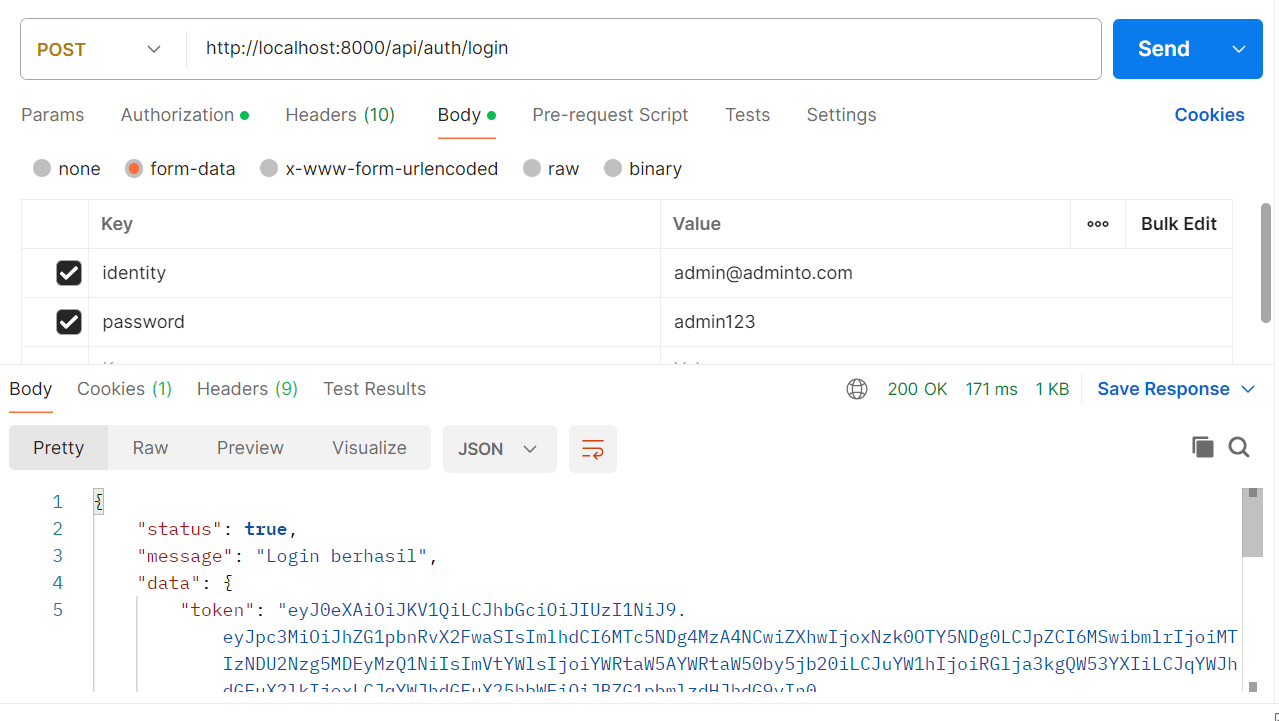 POST http://localhost:8000/api/auth/login Send
Params Authorization Headers (10) Body Pre-request Script Tests Settings Cookies
none form-data x-www-form-urlencoded raw binary
Key Value ooo Bulk Edit
identity admin@adminto.com
password admin123
Body Cookies (1) Headers (9) Test Results 200 OK 171 ms 1 KB Save Response
Pretty Raw Preview Visualize JSON
1 {
2 "status": true,
3 "message": "Login berhasil",
4 "data": {
5 "token": "eyJ0eXAiOiJKV1QiLCJhbGciOiJIUzI1NiJ9.
eyJpc3MiOiJhZG1pbnRvX2FwaSIsImlhdCI6MTc5NDg4MzA4NCwiZXhwIjoxNzk0OTY5NDg0LCJpZCI6MSwibmlrIjoiMT
IzNDU2Nzg5MDEyMzQ1NiIsImVtYWlsIjoiYWRtaW5AYWRtaW50by5jb20iLCJuYW1hIjoiRGlja3kgQW53YXIiLCJqYWJh